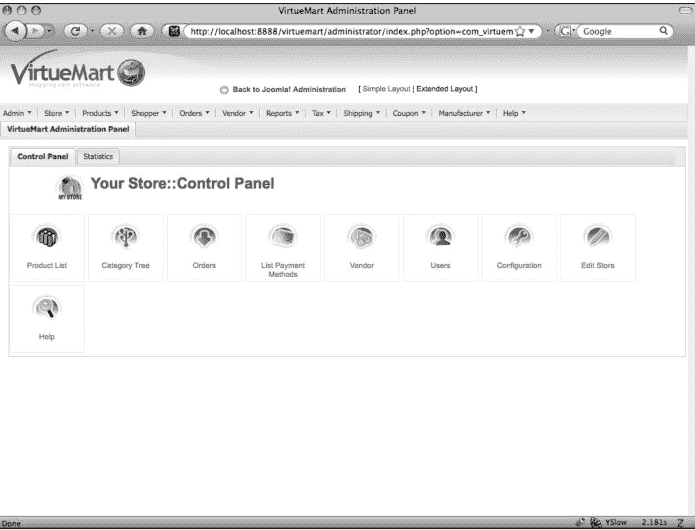 VirtueMart Administration Panel
http://localhost:8888/virtuemart/administrator/index.php?option=com_virtuem
G Google
VirtueMart
shopping cart software
Back to Joomla! Administration [ Simple Layout | Extended Layout ]
Admin Store Products Shopper Orders Vendor Reports Tax Shipping Coupon Manufacturer Help
VirtueMart Administration Panel
Control Panel Statistics
MY STORE
Your Store::Control Panel
Product List Category Tree Orders List Payment Methods Vendor Users Configuration Edit Store
Help
Done YSlow 2.181s